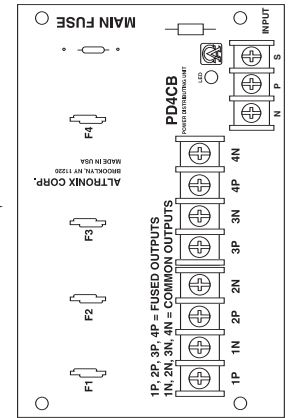 MAIN FUSE
INPUT
S
P
N
LED
PD4CB
POWER DISTRIBUTING UNIT
F4
ALTRONIX CORP.
BROOKLYN, NY 11220
MADE IN USA
F3
F2
F1
4N
4P
3N
3P
2N
2P
1N
1P
1P, 2P, 3P, 4P = FUSED OUTPUTS
1N, 2N, 3N, 4N = COMMON OUTPUTS